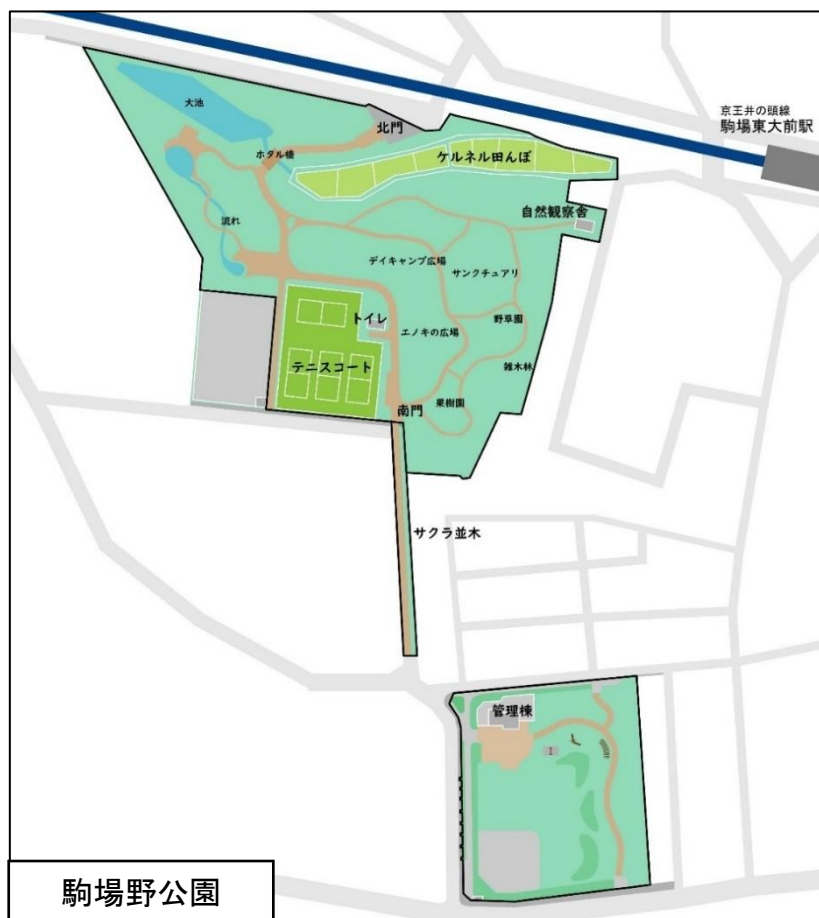 京王井の頭線
駒場東大前駅
大池
北門
ホタル橋
ケルネル田んぼ
自然観察舎
流れ
デイキャンプ広場
サンクチュアリ
トイレ
エノキの広場
野草園
テニスコート
雑木林
南門
果樹園
サクラ並木
管理棟
駒場野公園